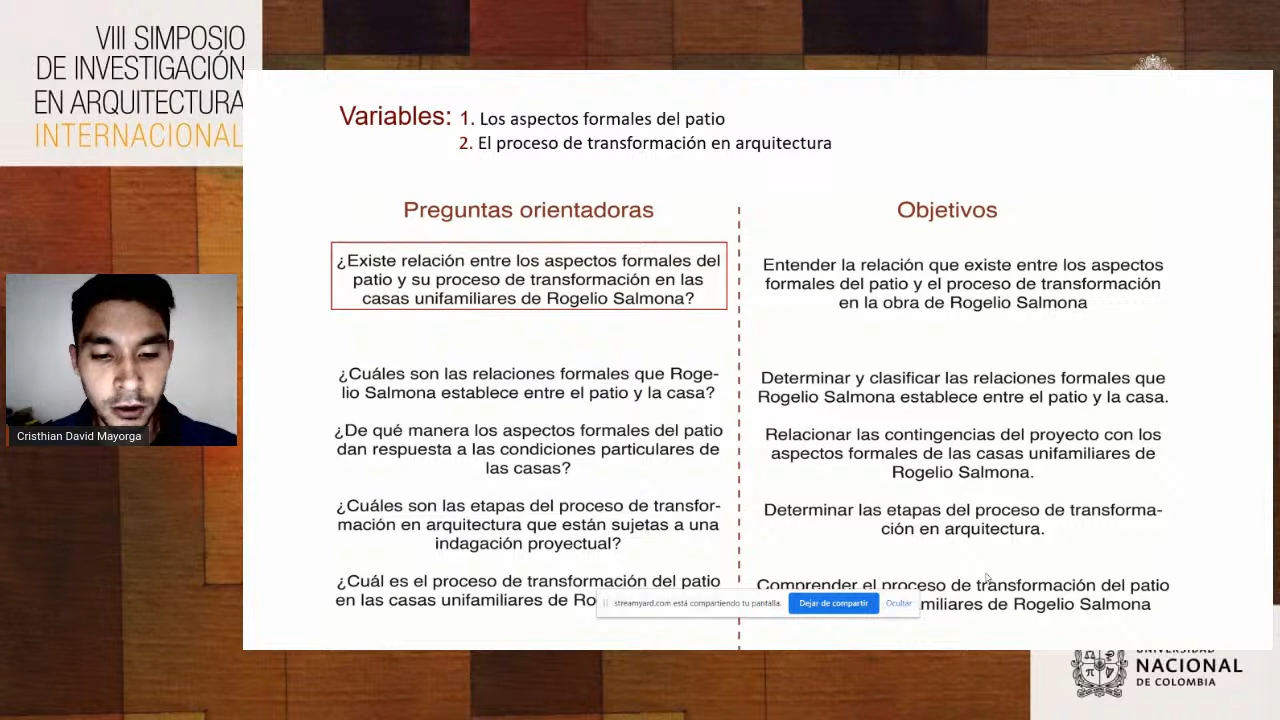 VIII SIMPOSIO
DE INVESTIGACIÓN
EN ARQUITECTURA
INTERNACIONAL
Variables: 1. Los aspectos formales del patio
2. El proceso de transformación en arquitectura
Preguntas orientadoras
¿Existe relación entre los aspectos formales del
patio y su proceso de transformación en las
casas unifamiliares de Rogelio Salmona?
¿Cuáles son las relaciones formales que Roge-
lio Salmona establece entre el patio y la casa?
¿De qué manera los aspectos formales del patio
dan respuesta a las condiciones particulares de
las casas?
¿Cuáles son las etapas del proceso de transfor-
mación en arquitectura que están sujetas a una
indagación proyectual?
¿Cuál es el proceso de transformación del patio
en las casas unifamiliares de
Objetivos
Entender la relación que existe entre los aspectos
formales del patio y el proceso de transformación
en la obra de Rogelio Salmona
Determinar y clasificar las relaciones formales que
Rogelio Salmona establece entre el patio y la casa.
Relacionar las contingencias del proyecto con los
aspectos formales de las casas unifamiliares de
Rogelio Salmona.
Determinar las etapas del proceso de transforma-
ción en arquitectura.
Comprender el proceso de transformación del patio
de Rogelio Salmona
streamyard.com está compartiendo tu pantalla.
Dejar de compartir
Ocultar
Cristhian David Mayorga
UNIVERSIDAD
NACIONAL
DE COLOMBIA